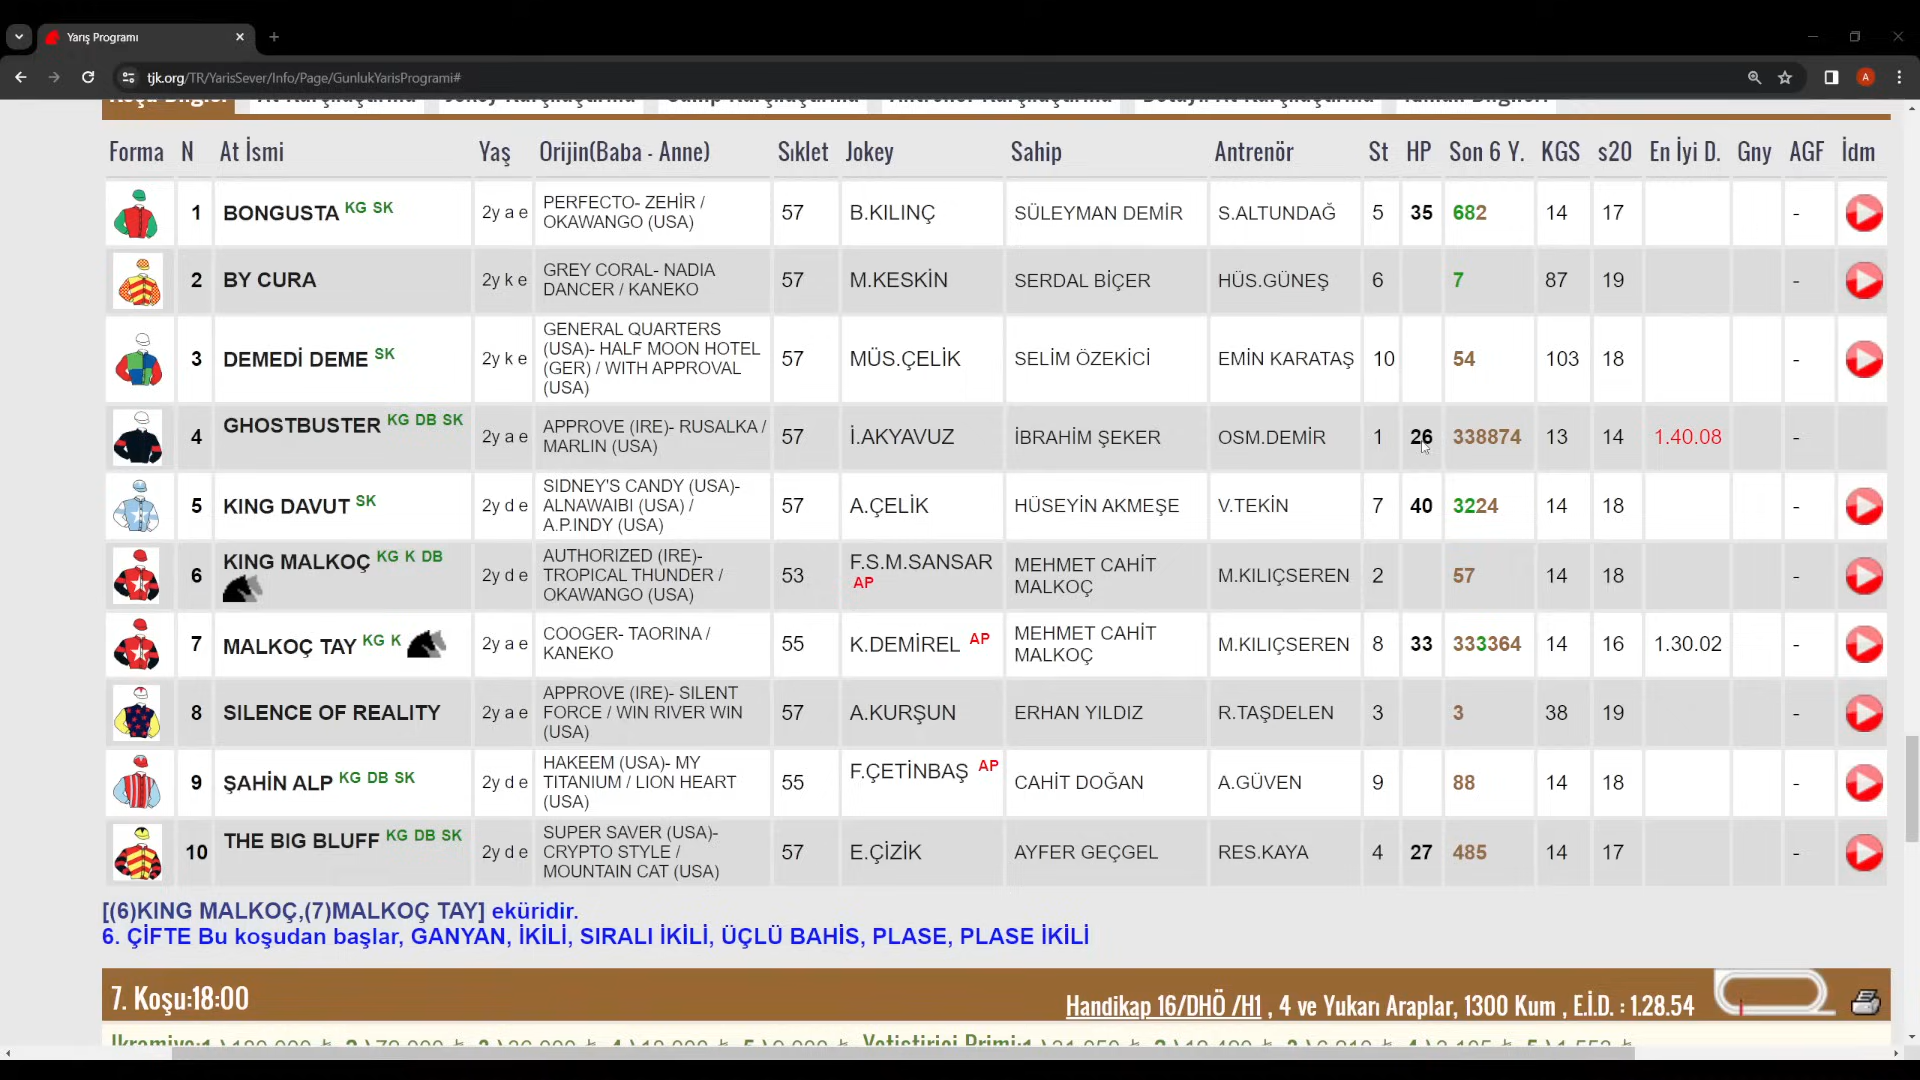 Yarış Programı
tjk.org/TR/YarisSever/Info/Page/GunlukYarisProgrami#
A
Forma N At İsmi Yaş Orijin(Baba - Anne) Sıklet Jokey Sahip Antrenör St HP Son 6 Y. KGS s20 En İyi D. Gny AGF İdm
1 BONGUSTA KG SK 2y a e PERFECTO- ZEHİR / OKAWANGO (USA) 57 B.KILINÇ SÜLEYMAN DEMİR S.ALTUNDAĞ 5 35 682 14 17 -
2 BY CURA 2y k e GREY CORAL- NADIA DANCER / KANEKO 57 M.KESKİN SERDAL BİÇER HÜS.GÜNEŞ 6 7 87 19 -
3 DEMEDİ DEME SK 2y k e GENERAL QUARTERS (USA)- HALF MOON HOTEL (GER) / WITH APPROVAL (USA) 57 MÜS.ÇELİK SELİM ÖZEKİCİ EMİN KARATAŞ 10 54 103 18 -
4 GHOSTBUSTER KG DB SK 2y a e APPROVE (IRE)- RUSALKA / MARLIN (USA) 57 İ.AKYAVUZ İBRAHİM ŞEKER OSM.DEMİR 1 26 338874 13 14 1.40.08 -
5 KING DAVUT SK 2y d e SIDNEY'S CANDY (USA)- ALNAWAIBI (USA) / A.P.INDY (USA) 57 A.ÇELİK HÜSEYİN AKMEŞE V.TEKİN 7 40 3224 14 18 -
6 KING MALKOÇ KG K DB 2y d e AUTHORIZED (IRE)- TROPICAL THUNDER / OKAWANGO (USA) 53 F.S.M.SANSAR AP MEHMET CAHİT MALKOÇ M.KILIÇSEREN 2 57 14 18 -
7 MALKOÇ TAY KG K 2y a e COOGER- TAORINA / KANEKO 55 K.DEMİREL AP MEHMET CAHİT MALKOÇ M.KILIÇSEREN 8 33 333364 14 16 1.30.02 -
8 SILENCE OF REALITY 2y a e APPROVE (IRE)- SILENT FORCE / WIN RIVER WIN (USA) 57 A.KURŞUN ERHAN YILDIZ R.TAŞDELEN 3 3 38 19 -
9 ŞAHİN ALP KG DB SK 2y d e HAKEEM (USA)- MY TITANIUM / LION HEART (USA) 55 F.ÇETİNBAŞ AP CAHİT DOĞAN A.GÜVEN 9 88 14 18 -
10 THE BIG BLUFF KG DB SK 2y d e SUPER SAVER (USA)- CRYPTO STYLE / MOUNTAIN CAT (USA) 57 E.ÇİZİK AYFER GEÇGEL RES.KAYA 4 27 485 14 17 -
[(6)KING MALKOÇ,(7)MALKOÇ TAY] eküridir.
6. ÇİFTE Bu koşudan başlar, GANYAN, İKİLİ, SIRALI İKİLİ, ÜÇLÜ BAHİS, PLASE, PLASE İKİLİ
7. Koşu:18:00
Handikap 16/DHÖ /H1 , 4 ve Yukarı Araplar, 1300 Kum , E.İ.D. : 1.28.54